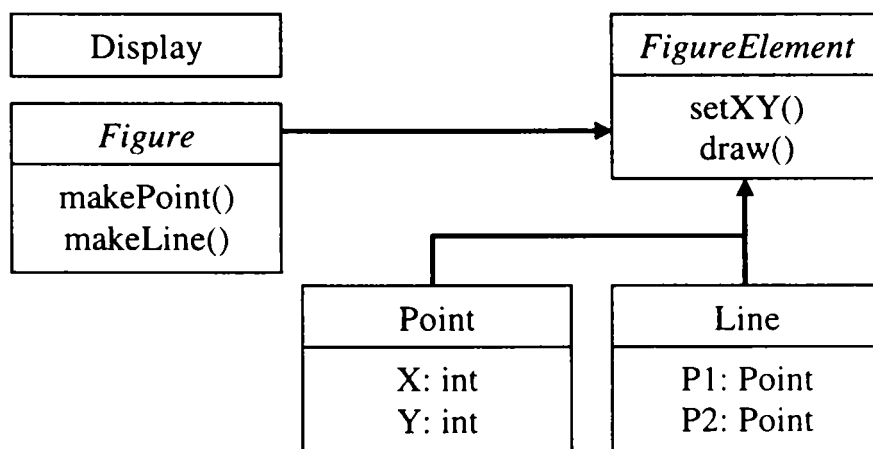 Display
Figure
makePoint()
makeLine()
FigureElement
setXY()
draw()
Point
X: int
Y: int
Line
P1: Point
P2: Point